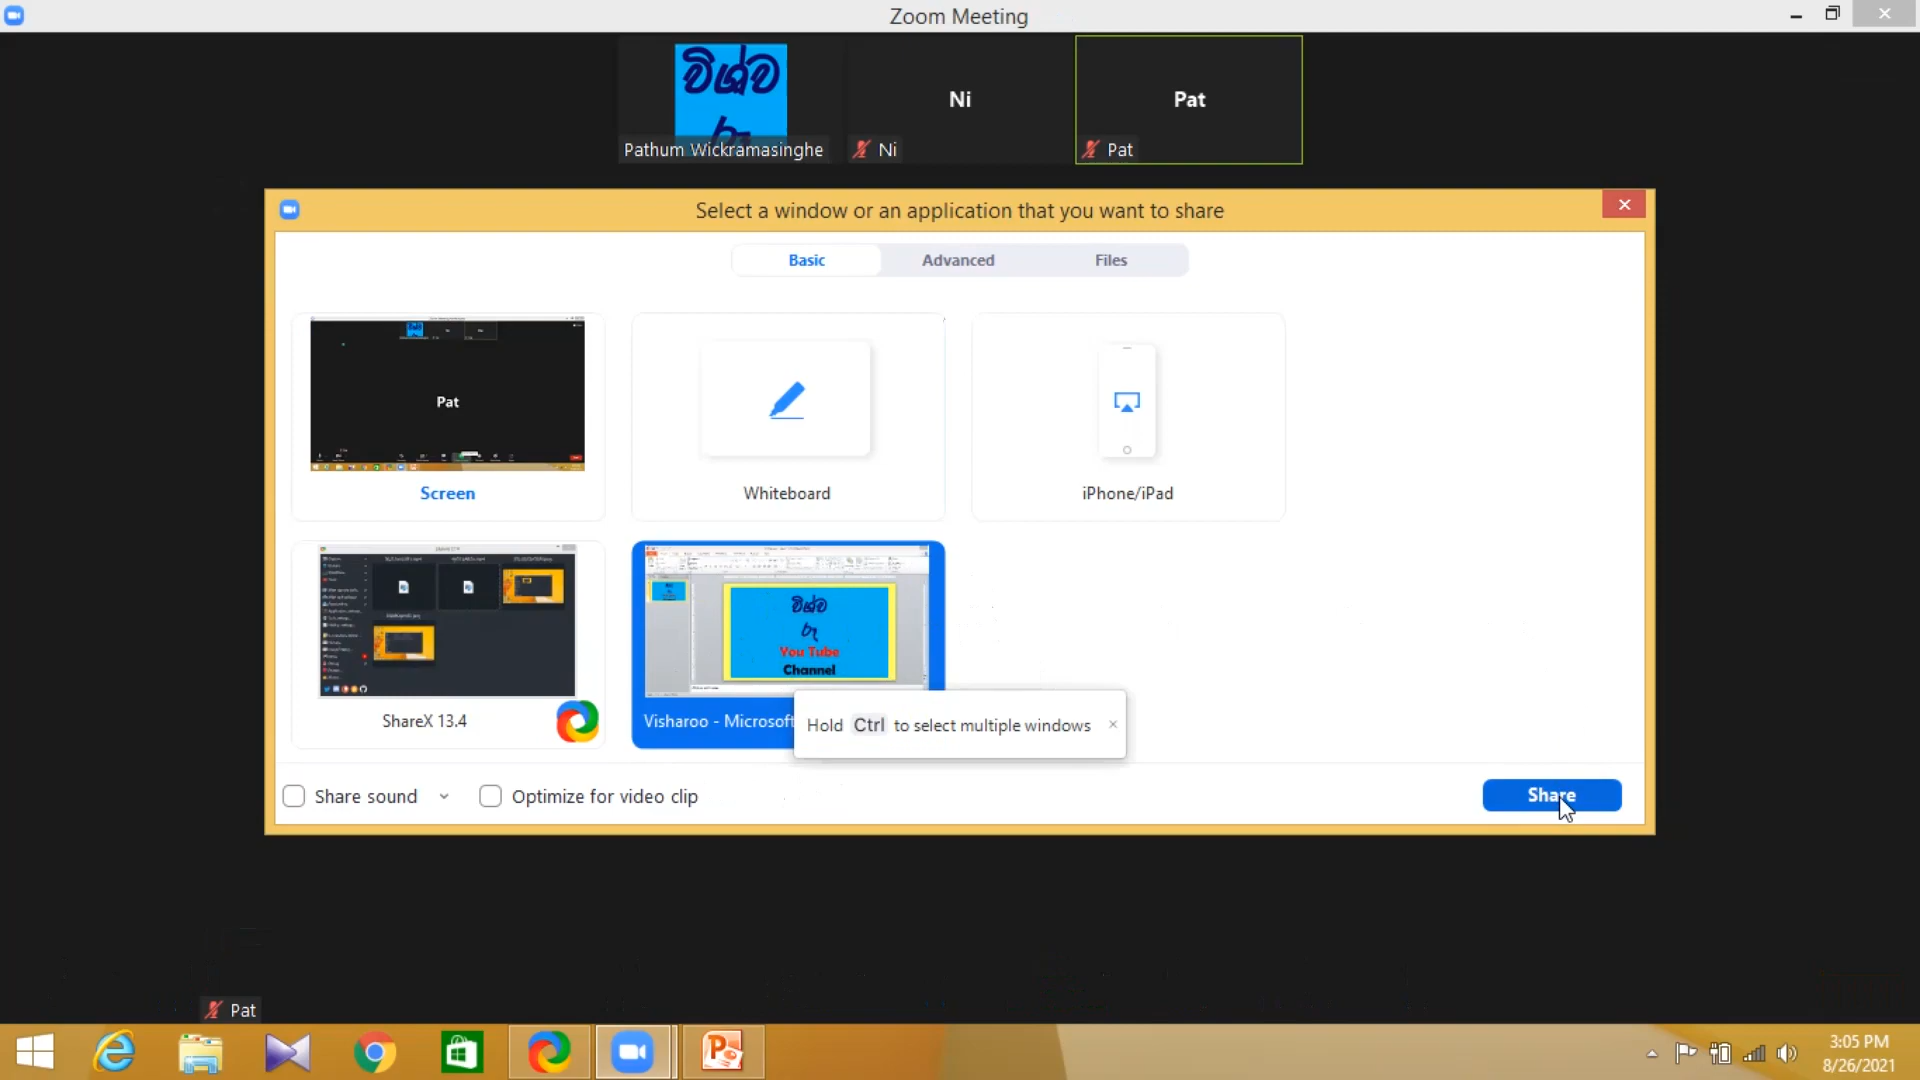 Zoom Meeting
විශ්ව
රූ
Pathum Wickramasinghe
Ni
Ni
Pat
Pat
Select a window or an application that you want to share
Basic
Advanced
Files
Pat
Screen
Whiteboard
iPhone/iPad
ShareX 13.4
විශ්ව
රූ
You Tube
Channel
Visharoo - Microsoft
Hold Ctrl to select multiple windows
Share sound
Optimize for video clip
Share
Pat
3:05 PM
8/26/2021